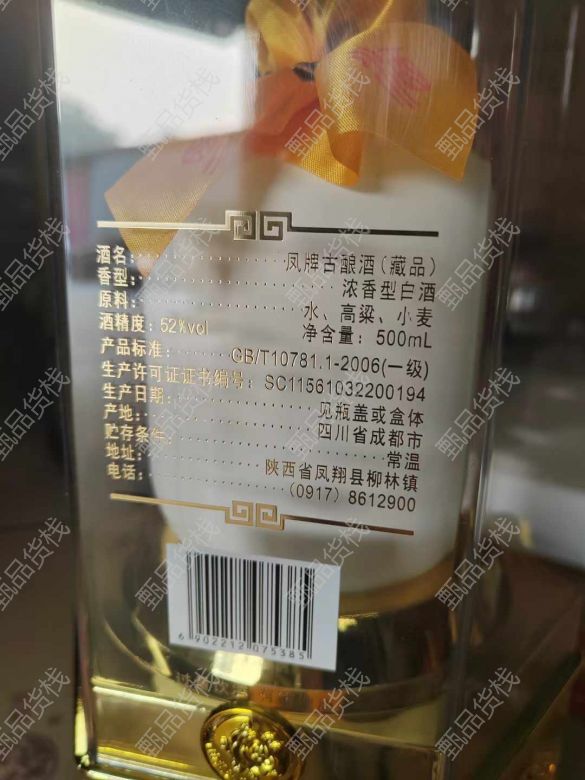 酒名：凤牌古酿酒（藏品）
香型：浓香型白酒
原料：水、高粱、小麦
酒精度：52%vol 净含量：500mL
产品标准：GB/T10781.1-2006(一级)
生产许可证证书编号：SC11561032200194
生产日期：见瓶盖或盒体
产地：四川省成都市
贮存条件：常温
地址：陕西省凤翔县柳林镇
电话：（0917）8612900
6902212075385
甄品货栈